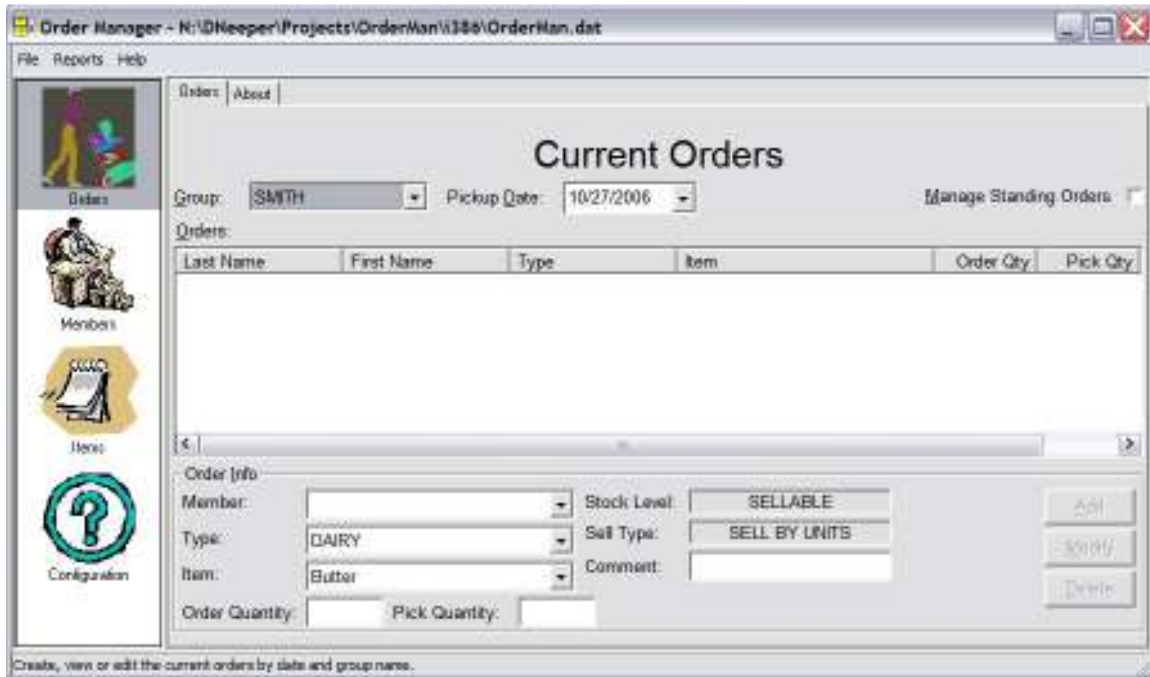 Order Manager - N:\DNeeper\Projects\OrderMan\i386\OrderMan.dat
File Reports Help
Orders About
Current Orders
Orders
Group: SMITH Pickup Date: 10/27/2006 Manage Standing Orders
Orders:
Last Name First Name Type Item Order Qty Pick Qty
Members
Items
Order Info
Member: Stock Level: SELLABLE Add
Type: DAIRY Sell Type: SELL BY UNITS Modify
Configuration
Item: Butter Comment: Delete
Order Quantity: Pick Quantity:
Create, view or edit the current orders by date and group name.